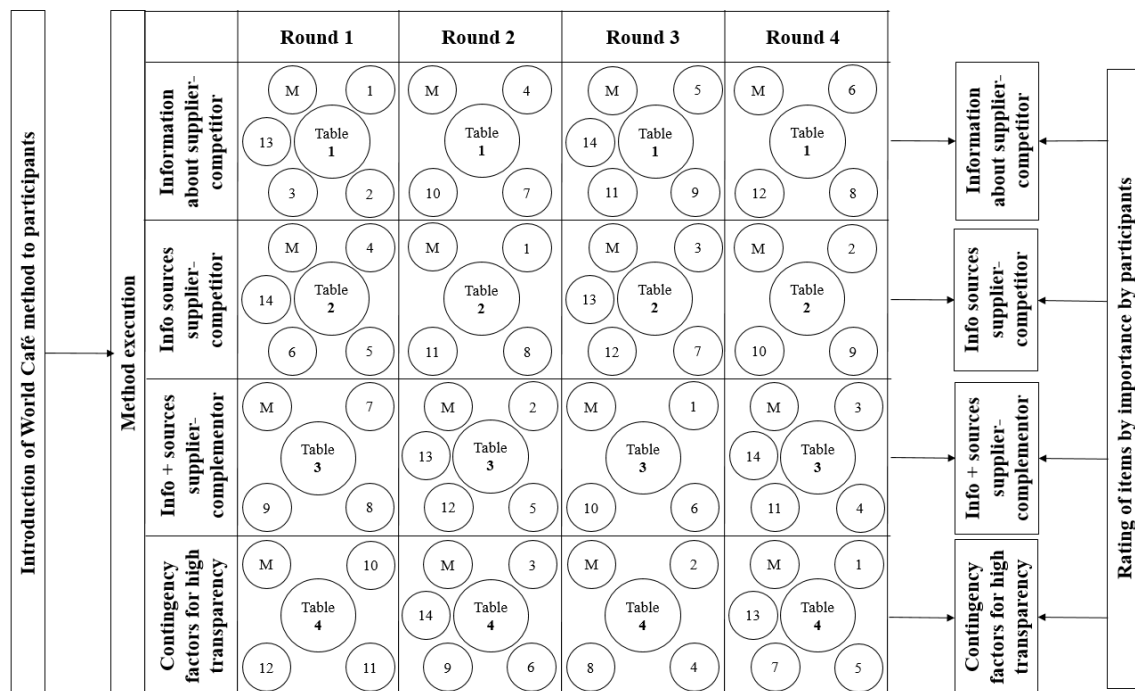 Introduction of World Café method to participants
Method execution
Round 1
Round 2
Round 3
Round 4
Information
about supplier-
competitor
M
1
13
Table
1
3
2
M
4
Table
1
10
7
M
5
14
Table
1
11
9
M
6
Table
1
12
8
Information
about supplier-
competitor
Info sources
supplier-
competitor
M
4
14
Table
2
6
5
M
1
Table
2
11
8
M
3
13
Table
2
12
7
M
2
Table
2
10
9
Info sources
supplier-
competitor
Info + sources
supplier-
complementor
M
7
Table
3
9
8
M
2
13
Table
3
12
5
M
1
Table
3
10
6
M
3
14
Table
3
11
4
Info + sources
supplier-
complementor
Contingency
factors for high
transparency
M
10
Table
4
12
11
M
3
14
Table
4
9
6
M
2
Table
4
8
4
M
1
13
Table
4
7
5
Contingency
factors for high
transparency
Rating of items by importance by participants